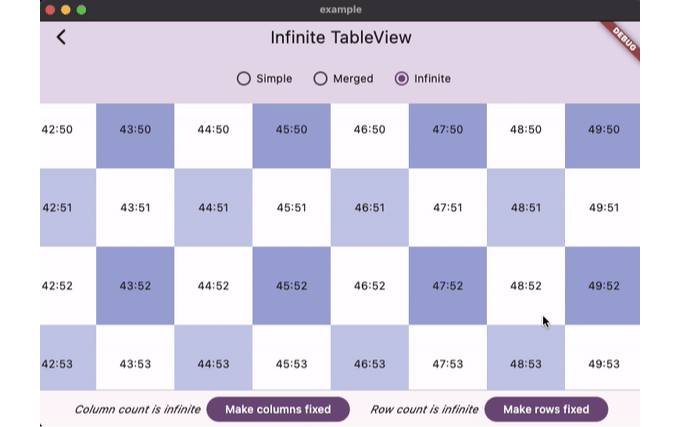 example
Infinite TableView
DEBUG
Simple Merged Infinite
42:50 43:50 44:50 45:50 46:50 47:50 48:50 49:50
42:51 43:51 44:51 45:51 46:51 47:51 48:51 49:51
42:52 43:52 44:52 45:52 46:52 47:52 48:52 49:52
42:53 43:53 44:53 45:53 46:53 47:53 48:53 49:53
Column count is infinite Make columns fixed Row count is infinite Make rows fixed